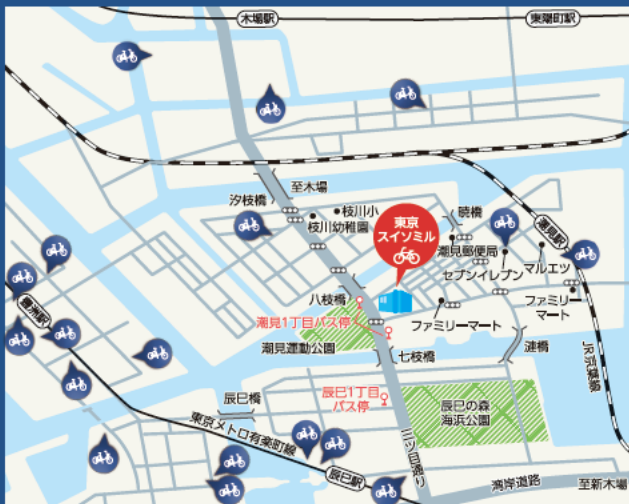 木場駅
東陽町駅
至木場
汐枝橋
枝川小
枝川幼稚園
東京
スイソミル
暁橋
潮見郵便局
潮見駅
セブンイレブン
マルエツ
ファミリー
マート
豊洲駅
八枝橋
潮見1丁目バス停
ファミリーマート
潮見運動公園
七枝橋
漣橋
JR京葉線
辰巳橋
辰巳1丁目
バス停
辰巳の森
海浜公園
東京メトロ有楽町線
三ツ目通り
辰巳駅
湾岸道路
至新木場